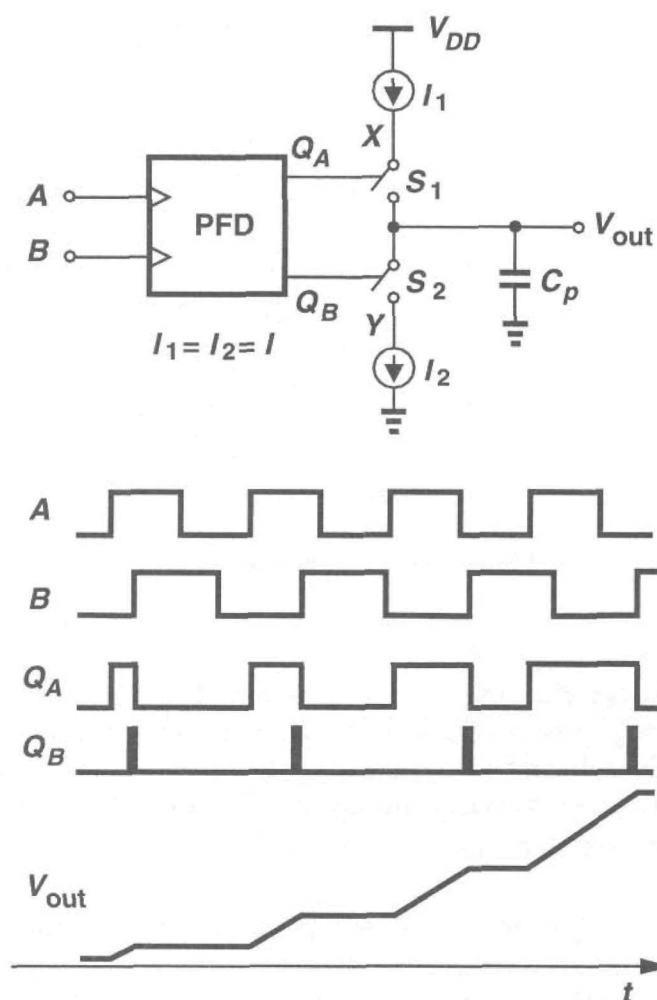 V_DD
I_1
X
Q_A
S_1
A
PFD
V_out
B
S_2
C_p
Q_B
Y
I_1 = I_2 = I
I_2
A
B
Q_A
Q_B
V_out
t